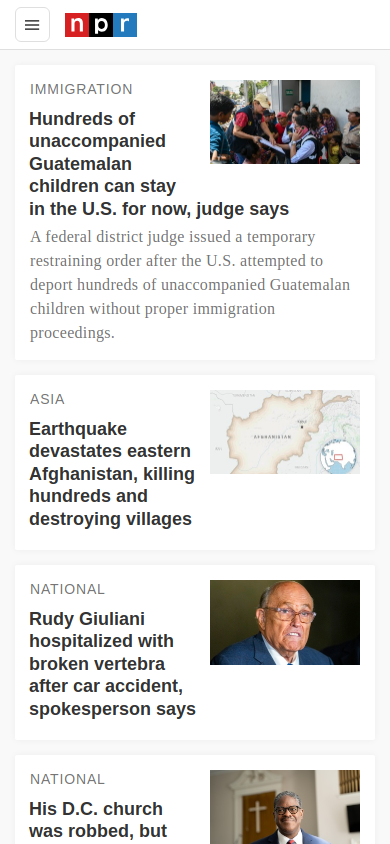 npr
IMMIGRATION
Hundreds of
unaccompanied
Guatemalan
children can stay
in the U.S. for now, judge says
A federal district judge issued a temporary
restraining order after the U.S. attempted to
deport hundreds of unaccompanied Guatemalan
children without proper immigration
proceedings.
ASIA
Earthquake
devastates eastern
Afghanistan, killing
hundreds and
destroying villages
AFGHANISTAN
NATIONAL
Rudy Giuliani
hospitalized with
broken vertebra
after car accident,
spokesperson says
NATIONAL
His D.C. church
was robbed, but